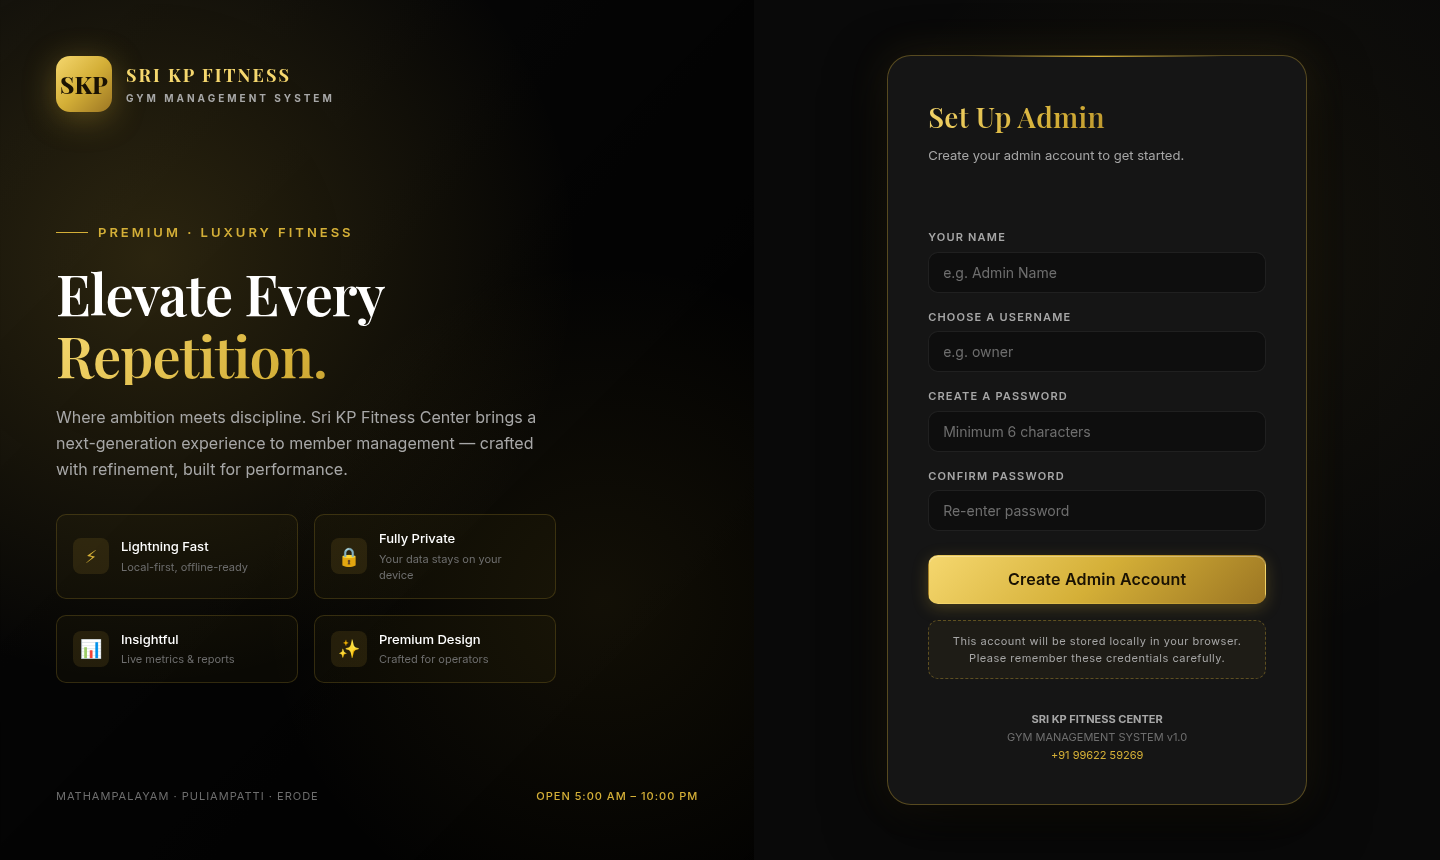 SKP
SRI KP FITNESS
GYM MANAGEMENT SYSTEM
PREMIUM · LUXURY FITNESS
Elevate Every
Repetition.
Where ambition meets discipline. Sri KP Fitness Center brings a
next-generation experience to member management — crafted
with refinement, built for performance.
Lightning Fast
Local-first, offline-ready
Fully Private
Your data stays on your
device
Insightful
Live metrics & reports
Premium Design
Crafted for operators
MATHAMPALAYAM · PULIAMPATTI · ERODE
OPEN 5:00 AM – 10:00 PM
Set Up Admin
Create your admin account to get started.
YOUR NAME
e.g. Admin Name
CHOOSE A USERNAME
e.g. owner
CREATE A PASSWORD
Minimum 6 characters
CONFIRM PASSWORD
Re-enter password
Create Admin Account
This account will be stored locally in your browser.
Please remember these credentials carefully.
SRI KP FITNESS CENTER
GYM MANAGEMENT SYSTEM v1.0
+91 99622 59269